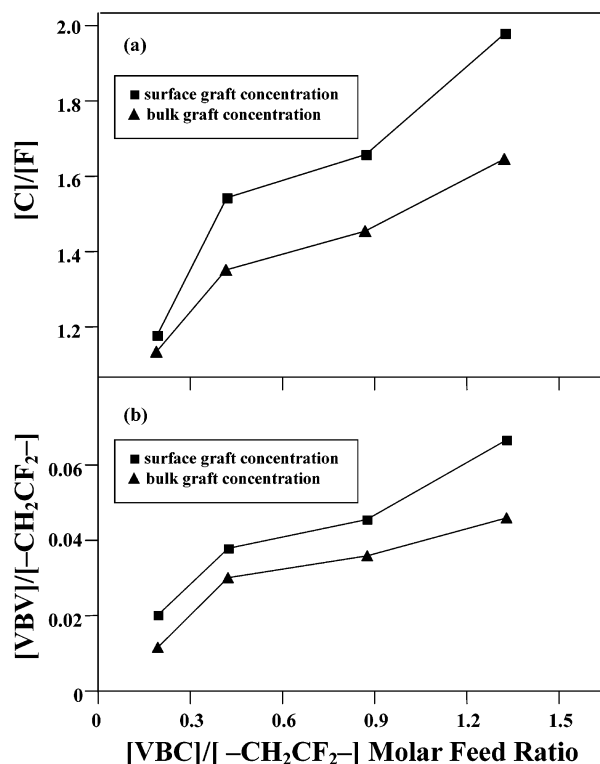 (a)
surface graft concentration
bulk graft concentration
[C]/[F]
2.0
1.8
1.6
1.4
1.2
(b)
surface graft concentration
bulk graft concentration
[VBV]/[–CH₂CF₂–]
0.06
0.04
0.02
0
0 0.3 0.6 0.9 1.2 1.5
[VBC]/[ –CH₂CF₂–] Molar Feed Ratio